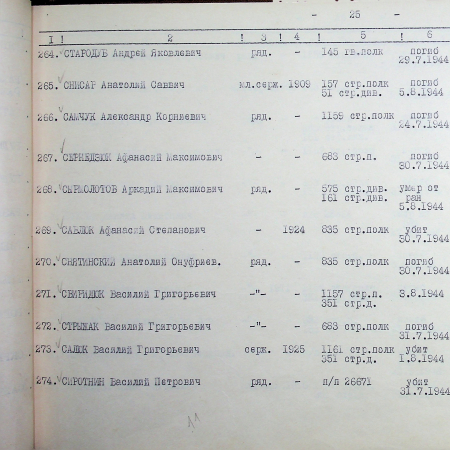 - 25 -
1 ! 2 ! 3 ! 4 ! 5 ! 6
264. СТАРОДУБ Андрей Яковлевич ряд. - 145 гв.полк погиб
29.7.1944
265. СНИСАР Анатолий Саввич мл.серж. 1909 157 стр.полк погиб
51 стр.див. 5.8.1944
266. САМЧУК Александр Корниевич ряд. - 1159 стр.полк погиб
24.7.1944
267. Афанасий Максимович - - 683 стр.п. погиб
30.7.1944
268. Аркадий Максимович ряд. - 575 стр.див. умер от
161 стр.див. ран
5.8.1944
269. САВЛЮК Афанасий Степанович - 1924 835 стр.полк убит
30.7.1944
270. СНЯТИНСКИЙ Анатолий Онуфриев. ряд. - 835 стр.полк погиб
30.7.1944
271. СВИРИДЮК Василий Григорьевич -"- - 1157 стр.п. 3.8.1944
351 стр.д.
272. СТРЫЖАК Василий Григорьевич -"- - 683 стр.полк погиб
31.7.1944
273. САЛЮК Василий Григорьевич серж. 1925 1161 стр.полк убит
351 стр.д. 1.8.1944
274. СИРОТНИН Василий Петрович ряд. - п/п 26671 убит
31.7.1944